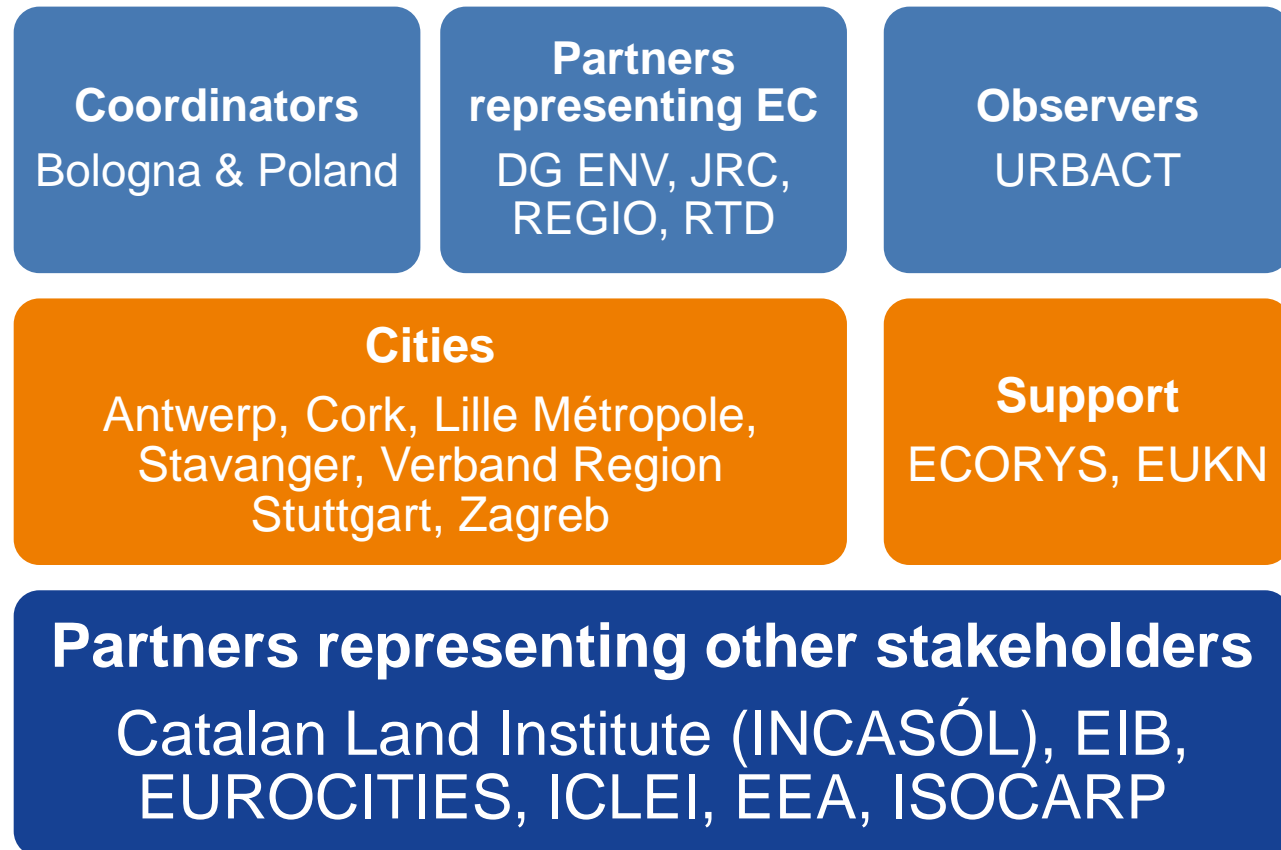 Coordinators
Bologna & Poland
Partners
representing EC
DG ENV, JRC,
REGIO, RTD
Observers
URBACT
Cities
Antwerp, Cork, Lille Métropole,
Stavanger, Verband Region
Stuttgart, Zagreb
Support
ECORYS, EUKN
Partners representing other stakeholders
Catalan Land Institute (INCASÓL), EIB,
EUROCITIES, ICLEI, EEA, ISOCARP